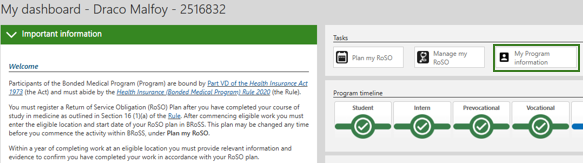 My dashboard - Draco Malfoy - 2516832
Important information
Welcome
Participants of the Bonded Medical Program (Program) are bound by Part VD of the Health Insurance Act
1973 (the Act) and must abide by the Health Insurance (Bonded Medical Program) Rule 2020 (the Rule).
You must register a Return of Service Obligation (RoSO) Plan after you have completed your course of
study in medicine as outlined in Section 16 (1)(a) of the Rule. After commencing eligible work you must
enter the eligible location and start date of your RoSO plan in BRoSS. This plan may be changed any time
before you commence the activity within BRoSS, under Plan my RoSO.
Within a year of completing work at an eligible location you must provide relevant information and
evidence to confirm you have completed your work in accordance with your RoSO plan.
Tasks
Plan my RoSO
Manage my
RoSO
My Program
information
Program timeline
Student
Intern
Prevocational
Vocational